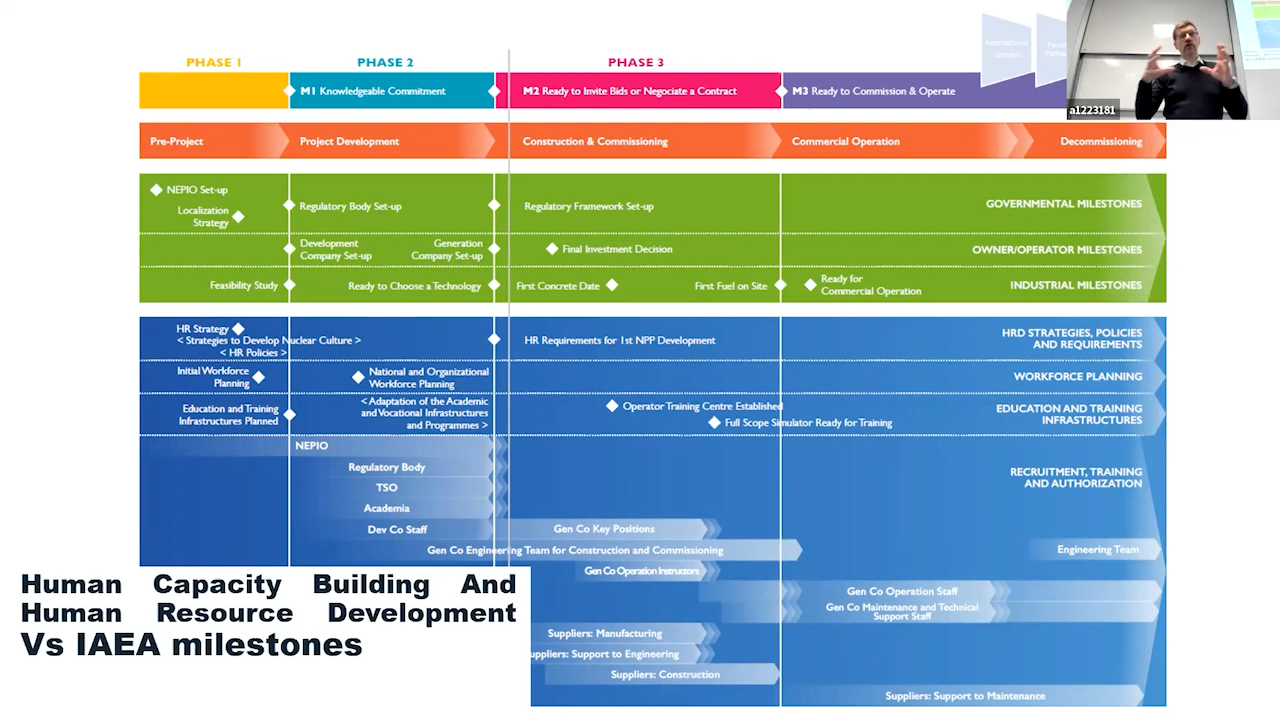 PHASE 1
PHASE 2
PHASE 3
International
Context
M1 Knowledgeable Commitment
M2 Ready to Invite Bids or Negociate a Contract
M3 Ready to Commission & Operate
a1223181
Pre-Project
Project Development
Construction & Commissioning
Commercial Operation
Decommissioning
NEPIO Set-up
Localization
Strategy
Regulatory Body Set-up
Regulatory Framework Set-up
GOVERNMENTAL MILESTONES
Development
Company Set-up
Generation
Company Set-up
Final Investment Decision
OWNER/OPERATOR MILESTONES
Feasibility Study
Ready to Choose a Technology
First Concrete Date
First Fuel on Site
Ready for
Commercial Operation
INDUSTRIAL MILESTONES
HR Strategy
< Strategies to Develop Nuclear Culture >
< HR Policies >
HR Requirements for 1st NPP Development
HRD STRATEGIES, POLICIES
AND REQUIREMENTS
Initial Workforce
Planning
National and Organizational
Workforce Planning
WORKFORCE PLANNING
Education and Training
Infrastructures Planned
< Adaptation of the Academic
and Vocational Infrastructures
and Programmes >
Operator Training Centre Established
Full Scope Simulator Ready for Training
EDUCATION AND TRAINING
INFRASTRUCTURES
NEPIO
Regulatory Body
TSO
Academia
Dev Co Staff
RECRUITMENT, TRAINING
AND AUTHORIZATION
Gen Co Key Positions
Gen Co Engineering Team for Construction and Commissioning
Engineering Team
Gen Co Operation Instructors
Gen Co Operation Staff
Gen Co Maintenance and Technical
Support Staff
Suppliers: Manufacturing
uppliers: Support to Engineering
Suppliers: Construction
Suppliers: Support to Maintenance
Human Capacity Building And
Human Resource Development
Vs IAEA milestones